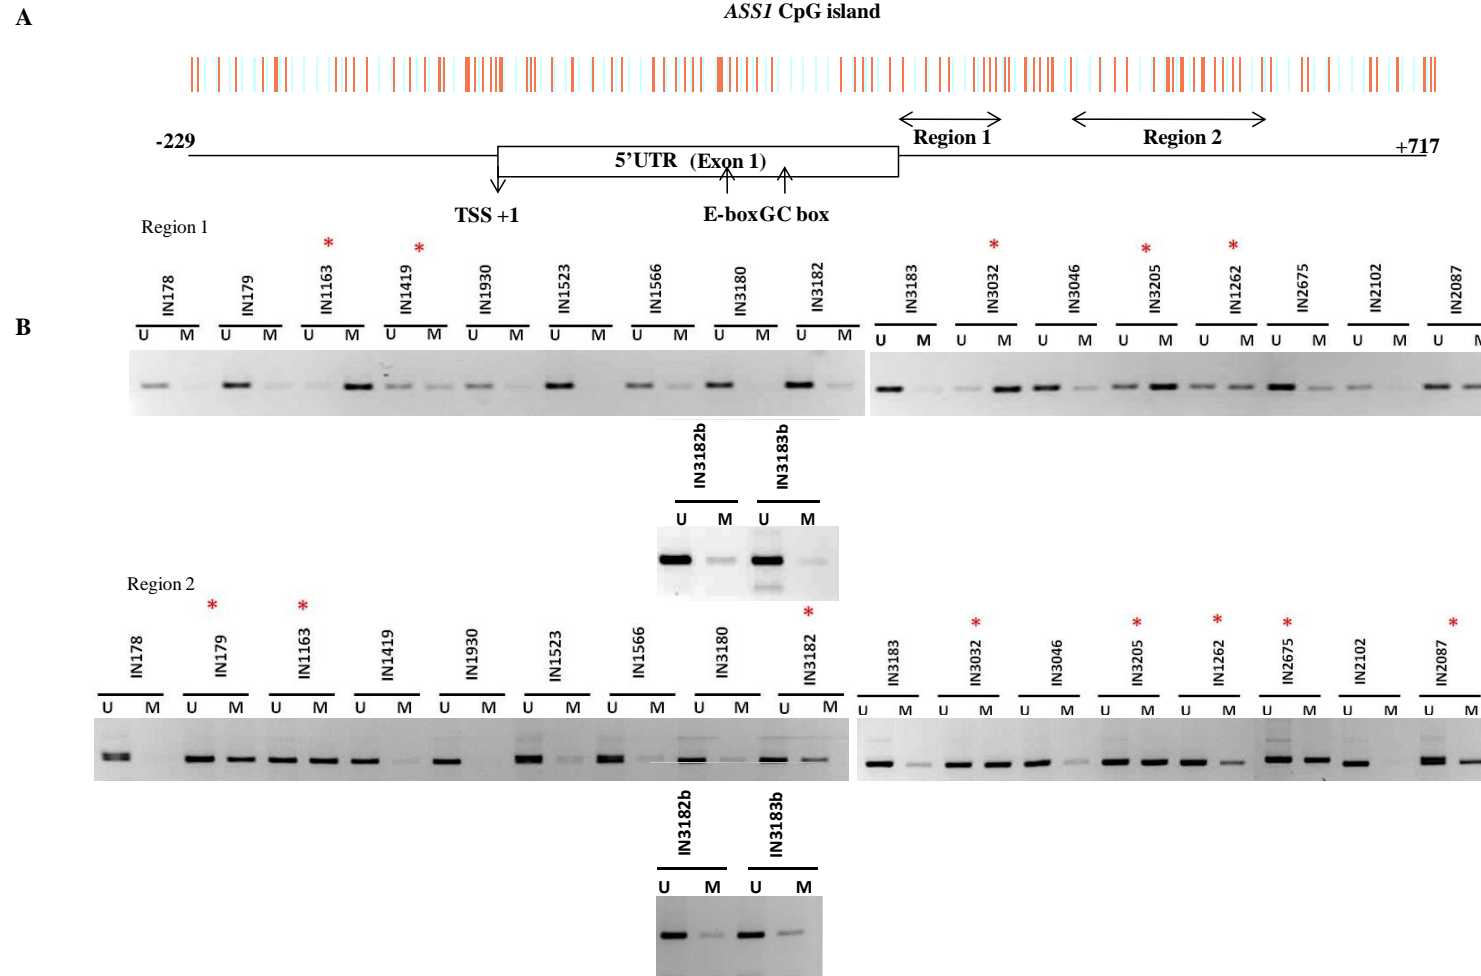 A
ASS1 CpG island
Region 1 Region 2
-229 +717
5'UTR (Exon 1)
TSS +1 E-box GC box
Region 1
* * * * *
IN178 IN179 IN1163 IN1419 IN1930 IN1523 IN1566 IN3180 IN3182 IN3183 IN3032 IN3046 IN3205 IN1262 IN2675 IN2102 IN2087
B
U M U M U M U M U M U M U M U M U M U M U M U M U M U M U M U M U M
IN3182b IN3183b
U M U M
Region 2
* * * * * * * *
IN178 IN179 IN1163 IN1419 IN1930 IN1523 IN1566 IN3180 IN3182 IN3183 IN3032 IN3046 IN3205 IN1262 IN2675 IN2102 IN2087
U M U M U M U M U M U M U M U M U M U M U M U M U M U M U M U M U M
IN3182b IN3183b
U M U M